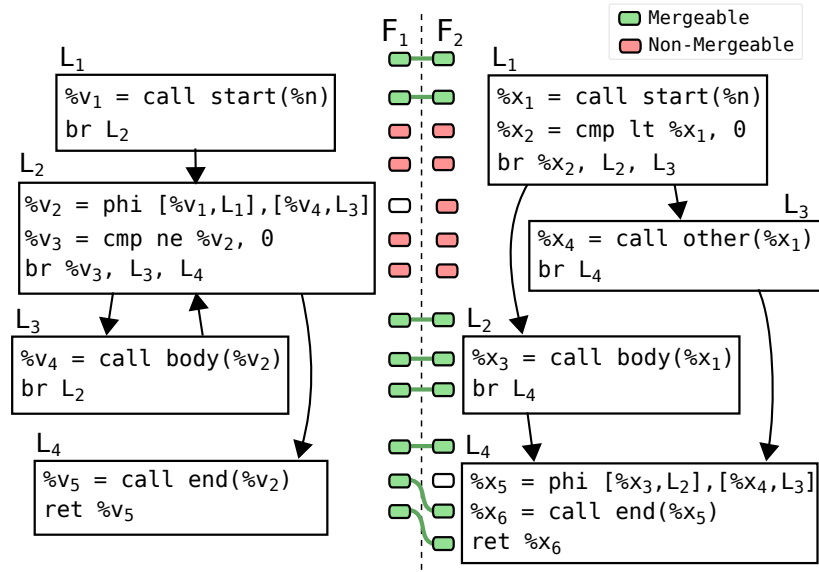 F₁ F₂
Mergeable
Non-Mergeable
L₁
%v₁ = call start(%n)
br L₂
L₂
%v₂ = phi [%v₁,L₁],[%v₄,L₃]
%v₃ = cmp ne %v₂, 0
br %v₃, L₃, L₄
L₃
%v₄ = call body(%v₂)
br L₂
L₄
%v₅ = call end(%v₂)
ret %v₅
L₁
%x₁ = call start(%n)
%x₂ = cmp lt %x₁, 0
br %x₂, L₂, L₃
L₃
%x₄ = call other(%x₁)
br L₄
L₂
%x₃ = call body(%x₁)
br L₄
L₄
%x₅ = phi [%x₃,L₂],[%x₄,L₃]
%x₆ = call end(%x₅)
ret %x₆